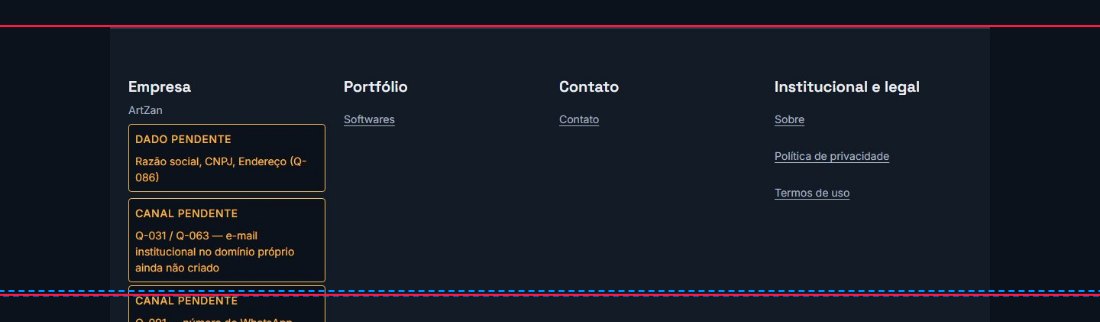 Empresa
ArtZan
DADO PENDENTE
Razão social, CNPJ, Endereço (Q-
086)
CANAL PENDENTE
Q-031 / Q-063 — e-mail
institucional no domínio próprio
ainda não criado
CANAL PENDENTE
Portfólio
Softwares
Contato
Contato
Institucional e legal
Sobre
Política de privacidade
Termos de uso